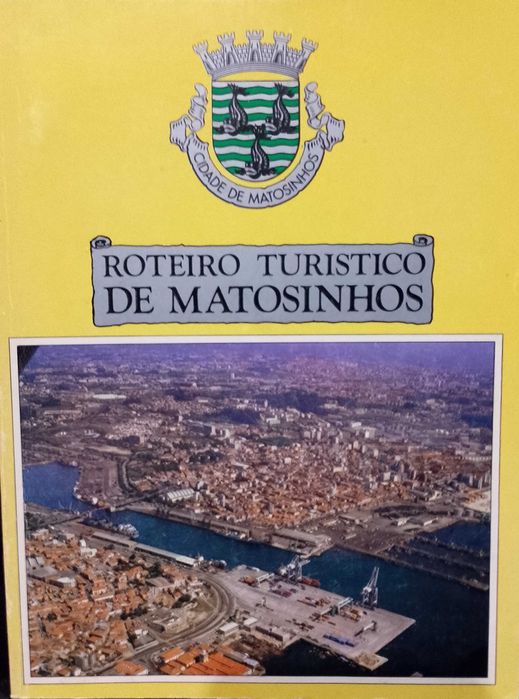 CIDADE DE MATOSINHOS
ROTEIRO TURISTICO
DE MATOSINHOS